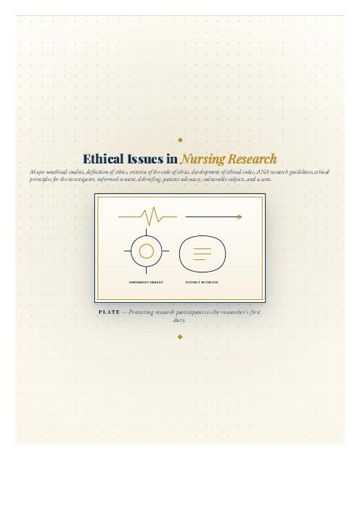 Ethical Issues in Nursing Research
Major unethical studies, definition of ethics, criteria of the code of ethics, development of ethical codes, ANA research guidelines, ethical
principles for the investigator, informed consent, debriefing, patient advocacy, vulnerable subjects, and assent.
PLATE — Protecting research participants is the researcher's first
duty.